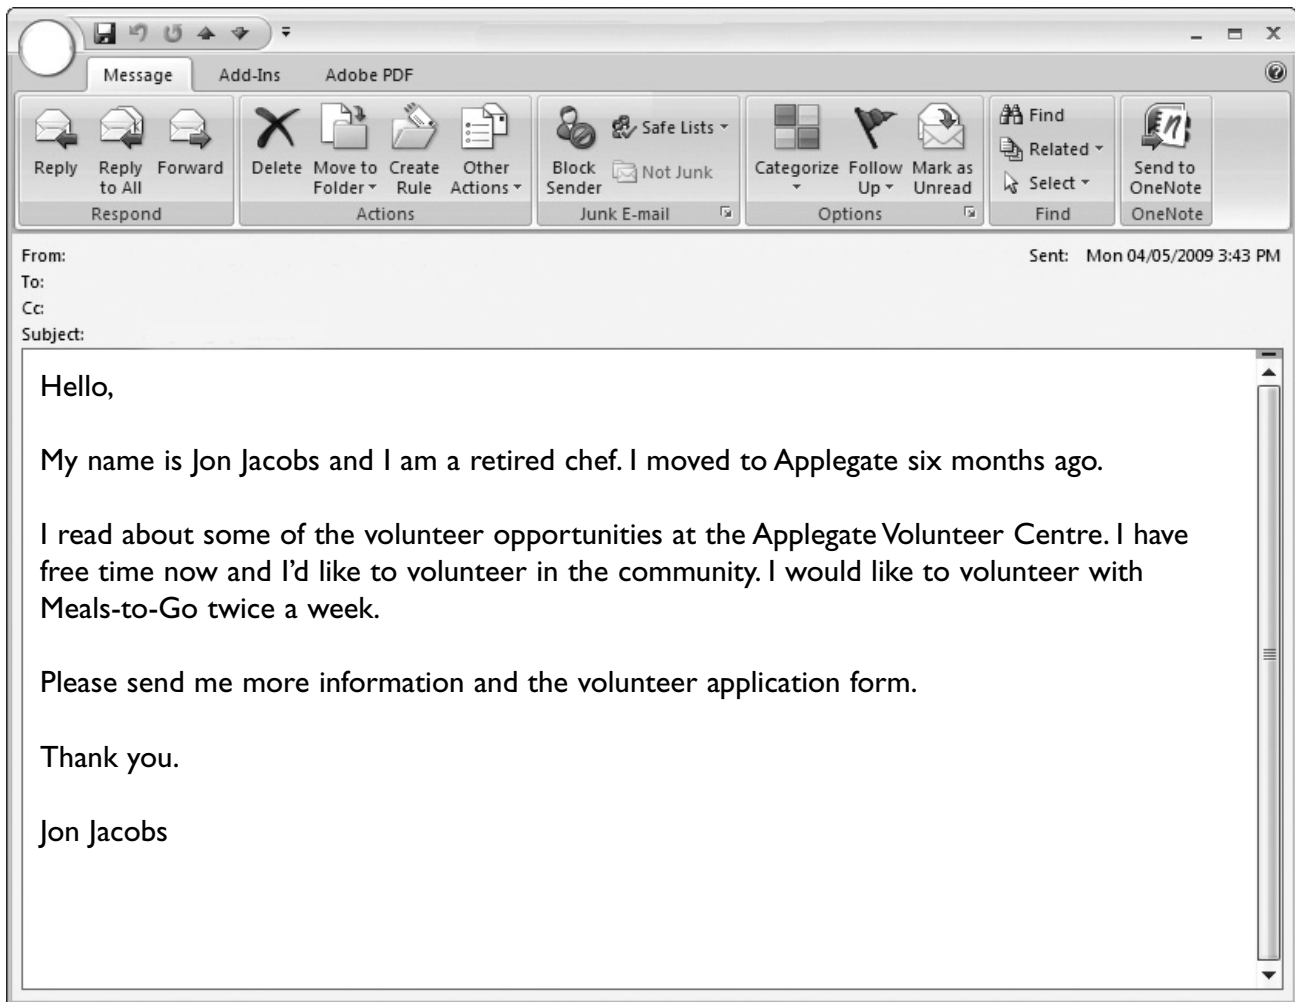 Message Add-Ins Adobe PDF
Reply
Reply to All
Forward
Respond
Delete
Move to Folder
Create Rule
Other Actions
Actions
Block Sender
Safe Lists
Not Junk
Junk E-mail
Categorize
Follow Up
Mark as Unread
Options
Find
Related
Select
Find
Send to OneNote
OneNote
From: Sent: Mon 04/05/2009 3:43 PM
To:
Cc:
Subject:
Hello,
My name is Jon Jacobs and I am a retired chef. I moved to Applegate six months ago.
I read about some of the volunteer opportunities at the Applegate Volunteer Centre. I have
free time now and I'd like to volunteer in the community. I would like to volunteer with
Meals-to-Go twice a week.
Please send me more information and the volunteer application form.
Thank you.
Jon Jacobs